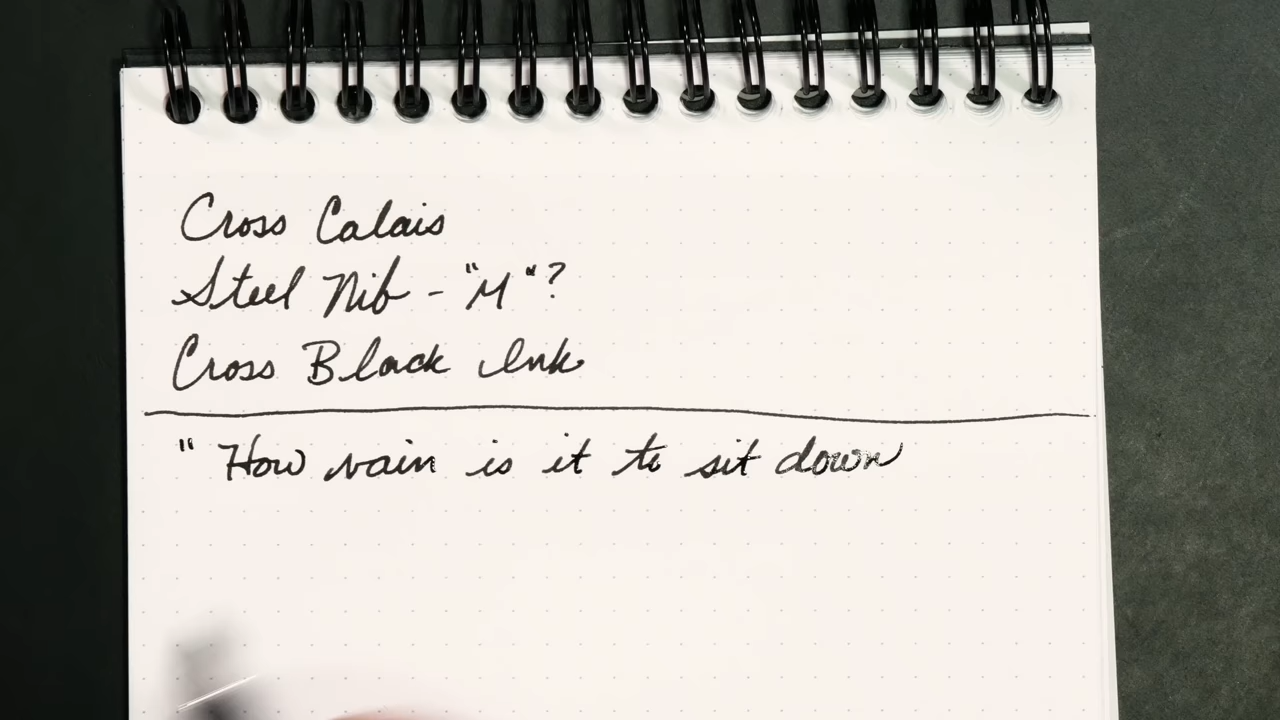 Cross Calais
Steel Nib - "M"?
Cross Black Ink
" How vain is it to sit down